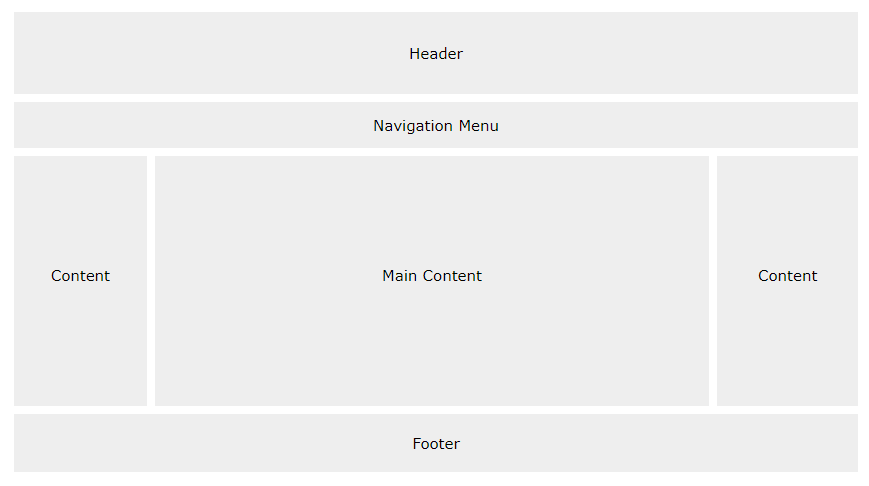 Header
Navigation Menu
Content
Main Content
Content
Footer